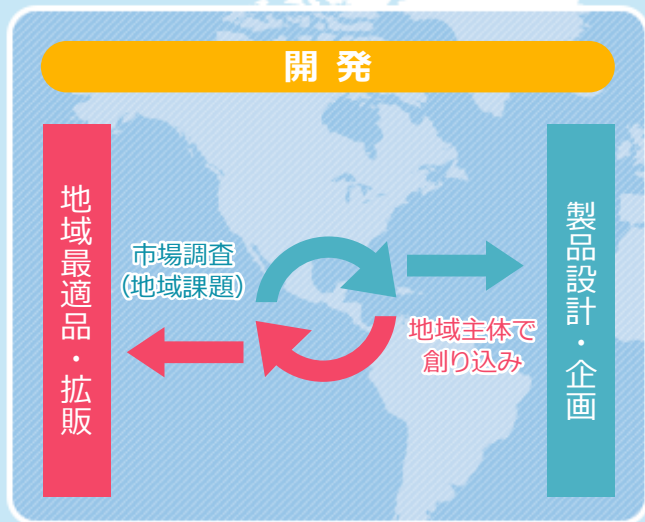 開 発
地域最適品・拡販
市場調査
(地域課題)
地域主体で
創り込み
製品設計・企画